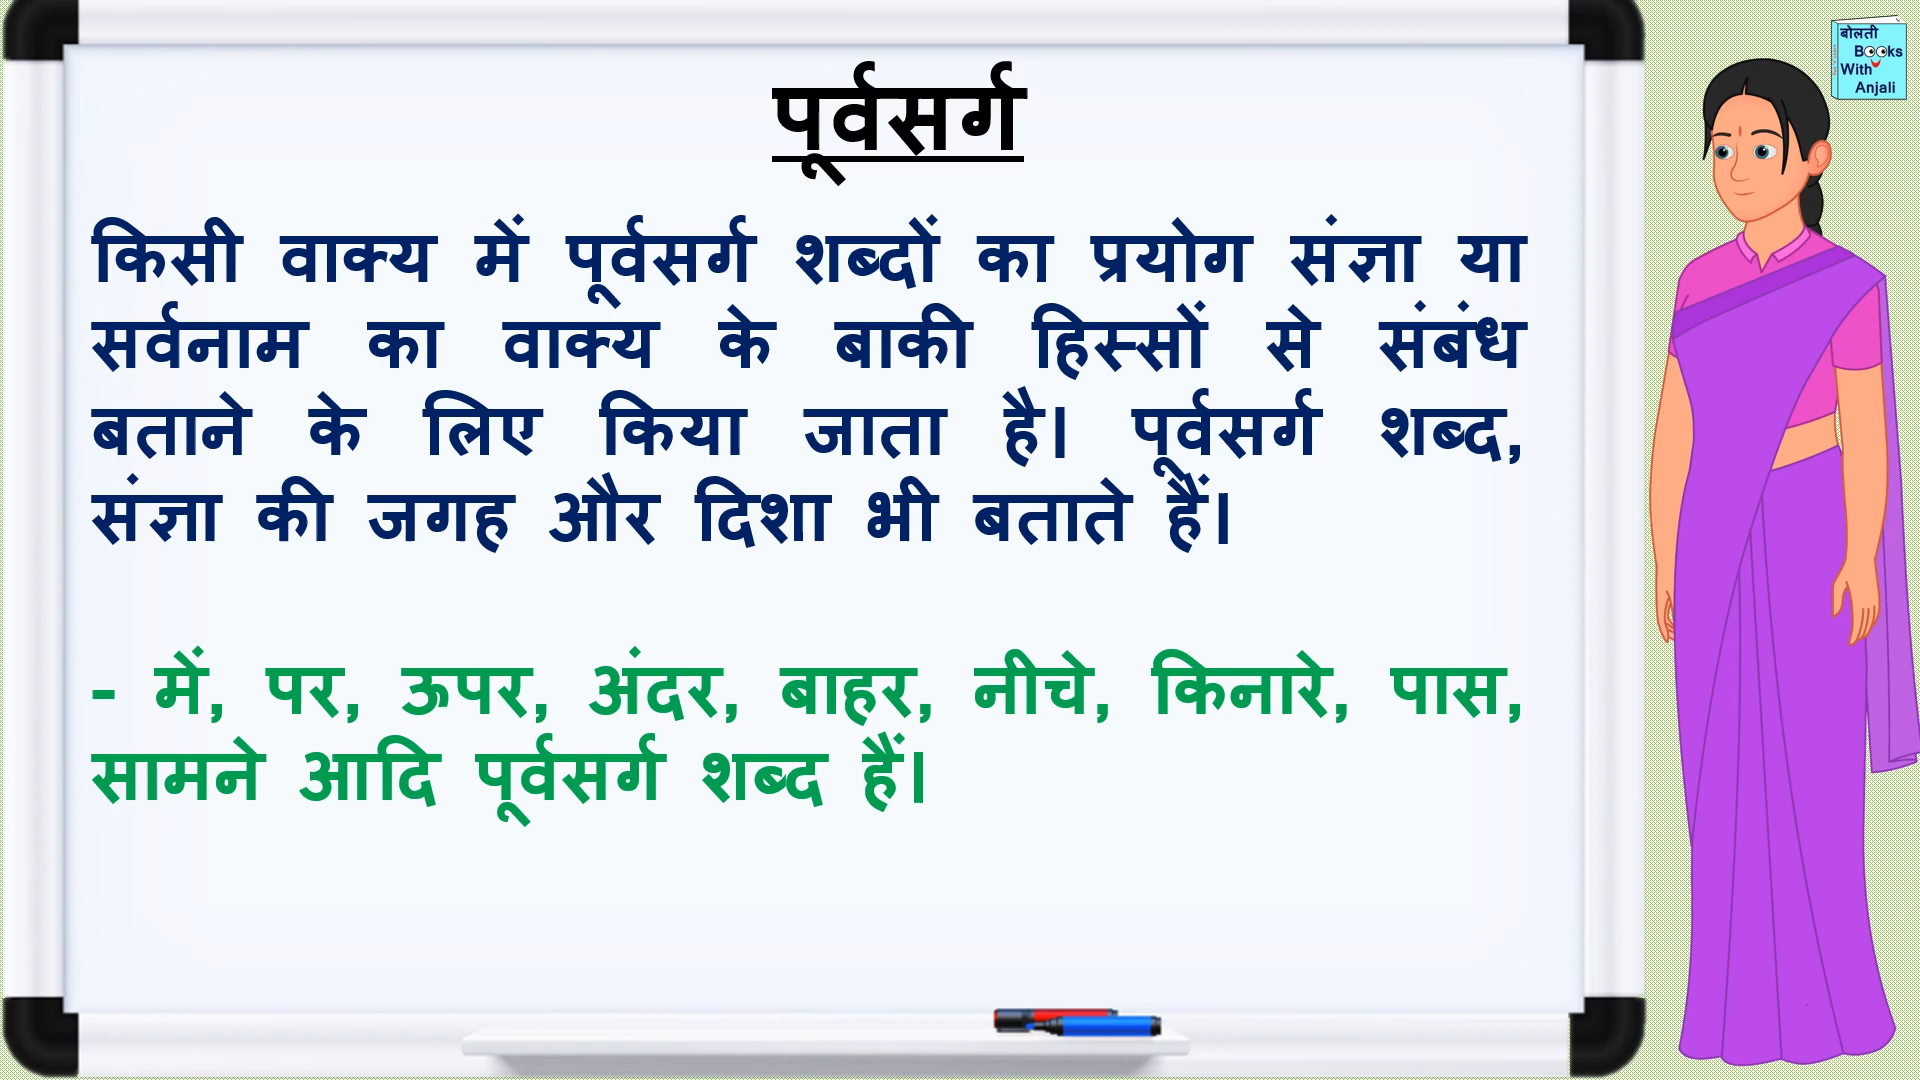 पूर्वसर्ग
किसी वाक्य में पूर्वसर्ग शब्दों का प्रयोग संज्ञा या
सर्वनाम का वाक्य के बाकी हिस्सों से संबंध
बताने के लिए किया जाता है। पूर्वसर्ग शब्द,
संज्ञा की जगह और दिशा भी बताते हैं।
- में, पर, ऊपर, अंदर, बाहर, नीचे, किनारे, पास,
सामने आदि पूर्वसर्ग शब्द हैं।
बोलती
Books
With
Anjali